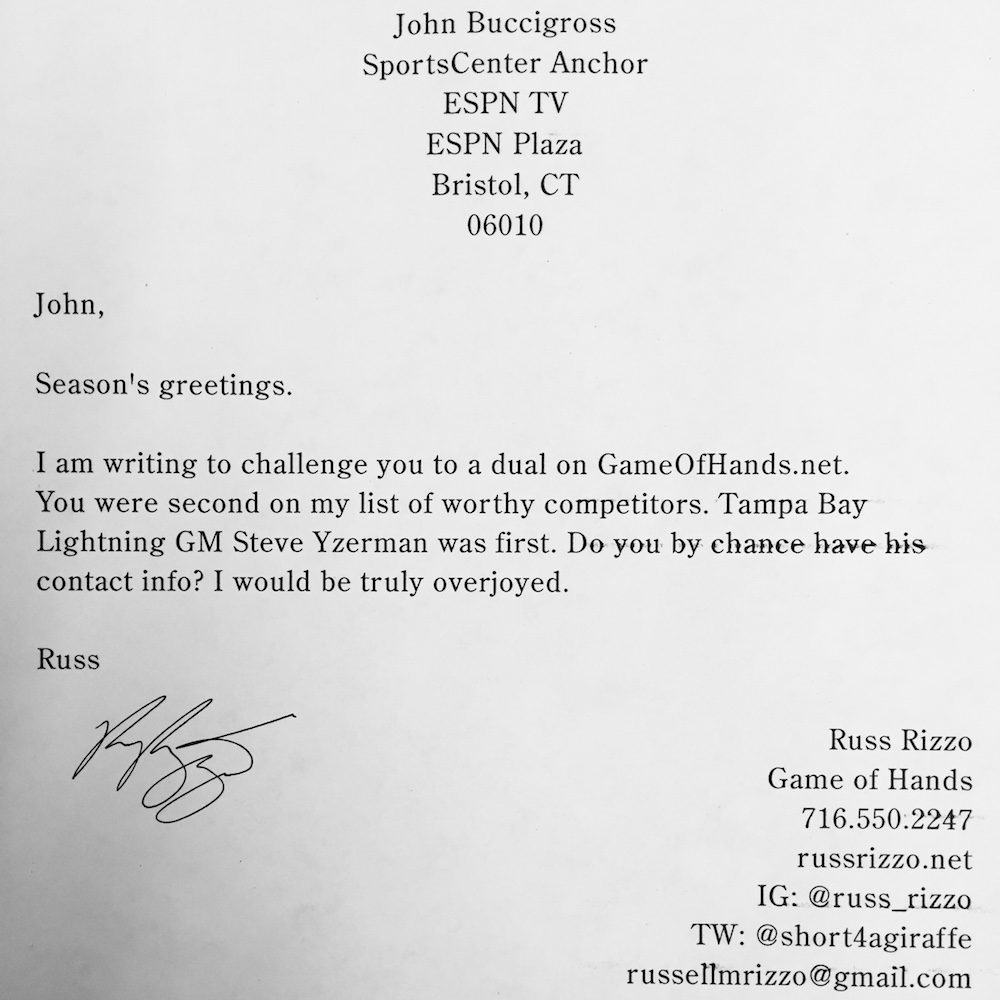 John Buccigross
SportsCenter Anchor
ESPN TV
ESPN Plaza
Bristol, CT
06010
John,
Season's greetings.
I am writing to challenge you to a dual on GameOfHands.net.
You were second on my list of worthy competitors. Tampa Bay
Lightning GM Steve Yzerman was first. Do you by chance have his
contact info? I would be truly overjoyed.
Russ
Russ Rizzo
Game of Hands
716.550.2247
russrizzo.net
IG: @russ_rizzo
TW: @short4agiraffe
russellmrizzo@gmail.com